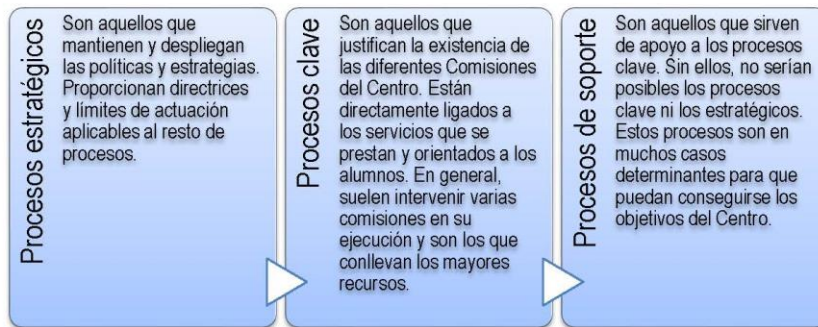 Procesos estratégicos
Son aquellos que
mantienen y despliegan
las políticas y estrategias.
Proporcionan directrices
y límites de actuación
aplicables al resto de
procesos.
Procesos clave
Son aquellos que
justifican la existencia de
las diferentes Comisiones
del Centro. Están
directamente ligados a
los servicios que se
prestan y orientados a los
alumnos. En general,
suelen intervenir varias
comisiones en su
ejecución y son los que
conllevan los mayores
recursos.
Procesos de soporte
Son aquellos que sirven
de apoyo a los procesos
clave. Sin ellos, no serían
posibles los procesos
clave ni los estratégicos.
Estos procesos son en
muchos casos
determinantes para que
puedan conseguirse los
objetivos del Centro.